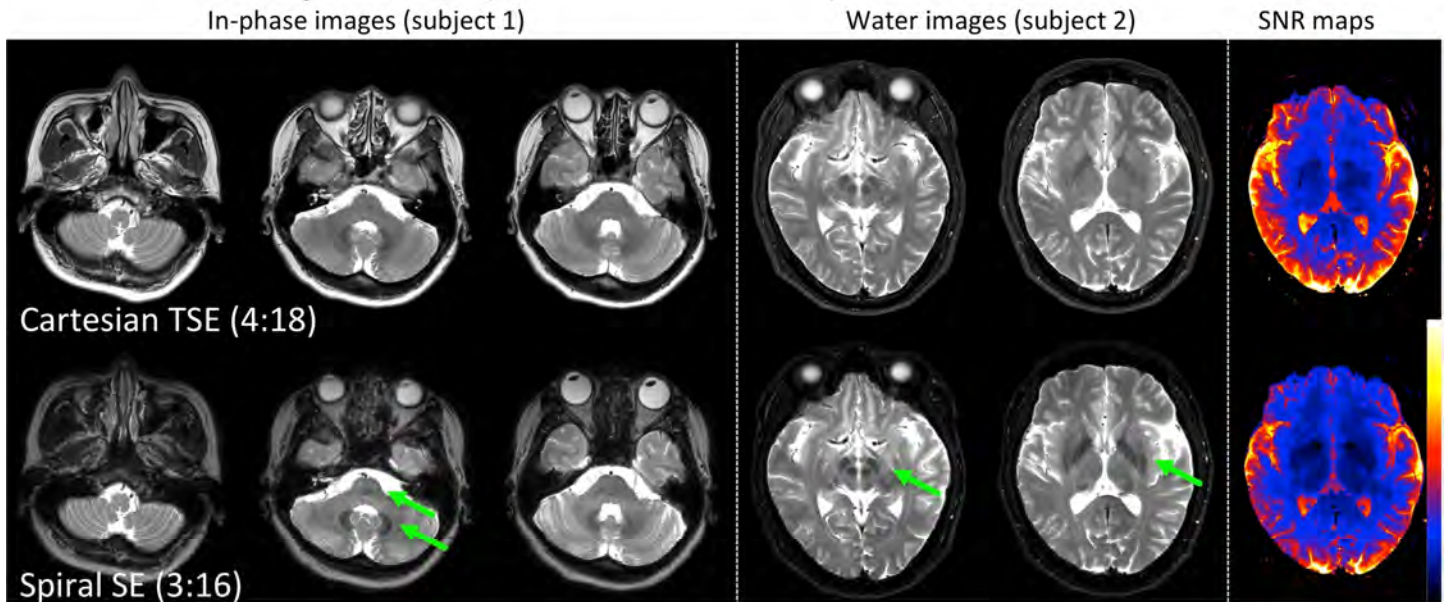 In-phase images (subject 1)
Water images (subject 2)
SNR maps
Cartesian TSE (4:18)
Spiral SE (3:16)